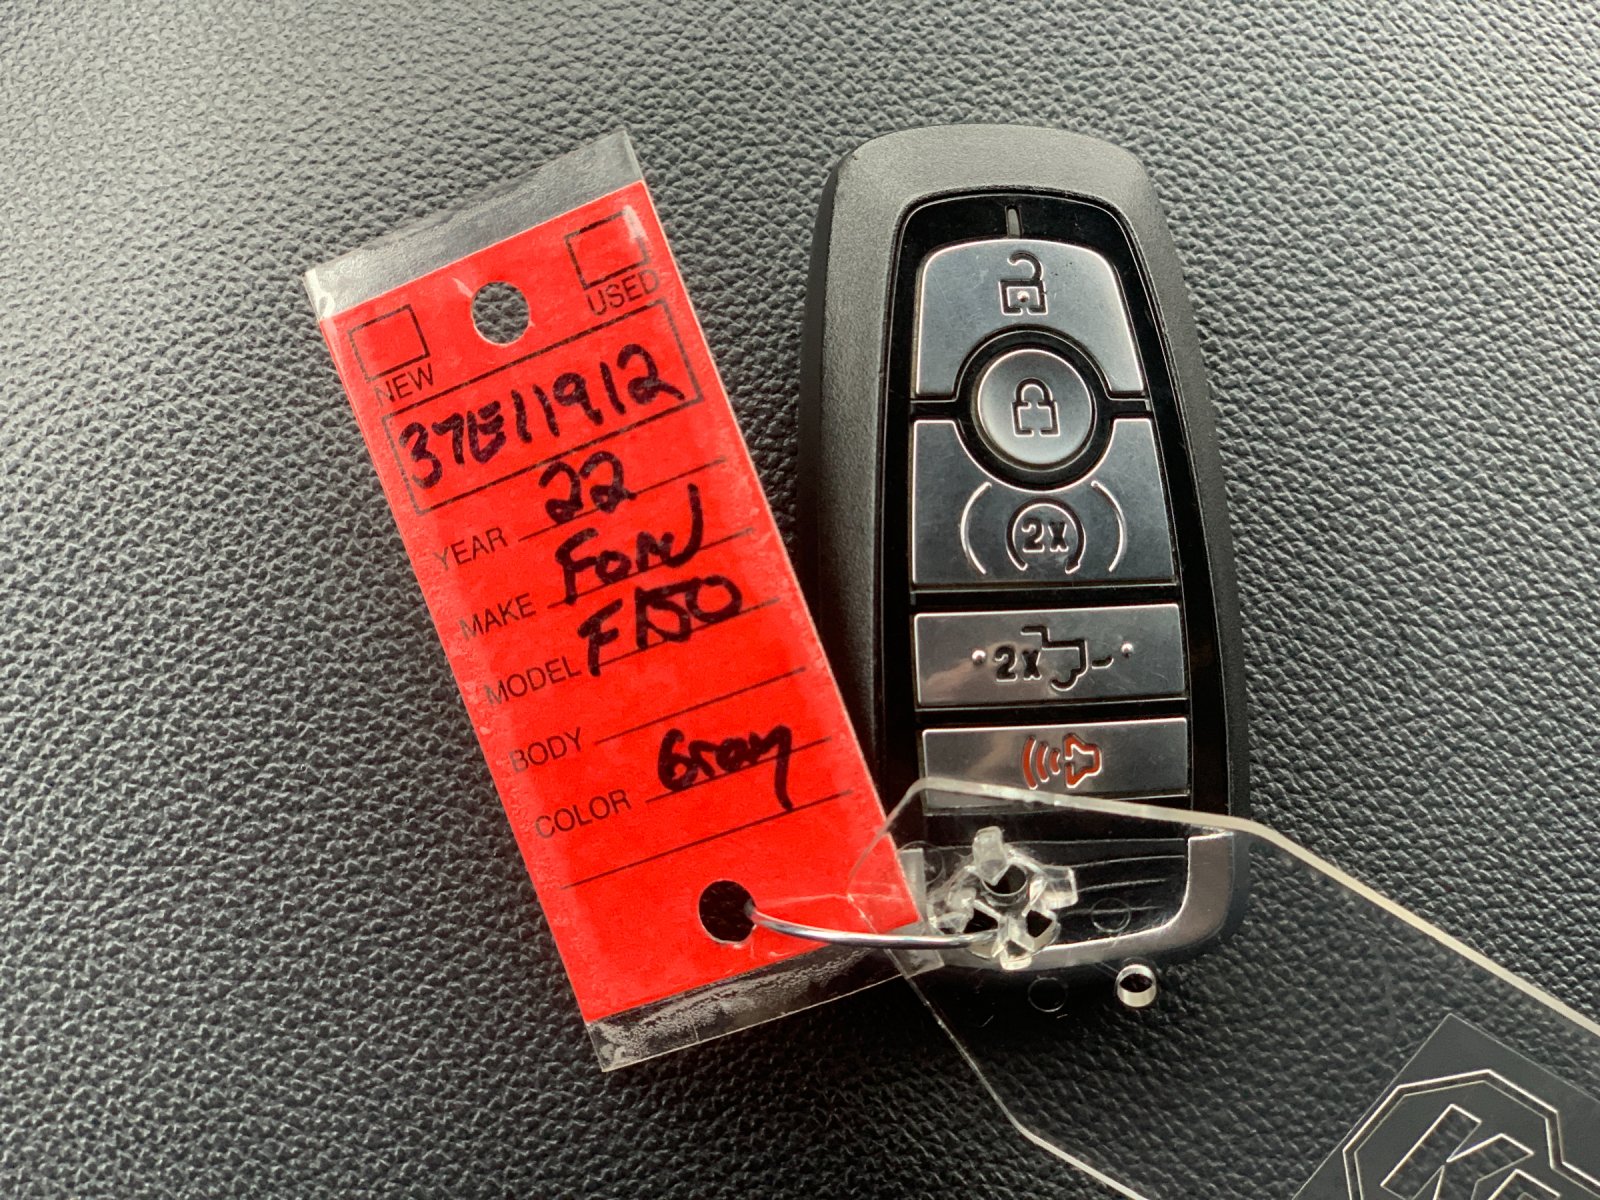 NEW USED
37E11912
YEAR 22
MAKE Ford
MODEL F150
BODY
COLOR Gray
2x
2x
K